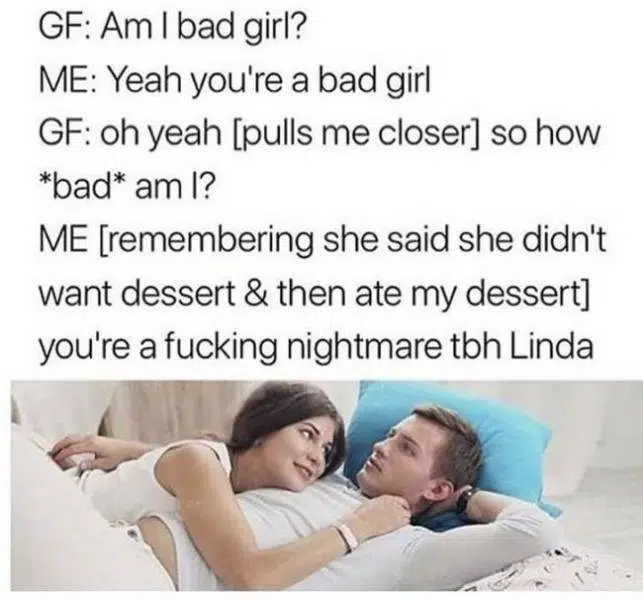 GF: Am I bad girl?
ME: Yeah you're a bad girl
GF: oh yeah [pulls me closer] so how
*bad* am I?
ME [remembering she said she didn't
want dessert & then ate my dessert]
you're a fucking nightmare tbh Linda